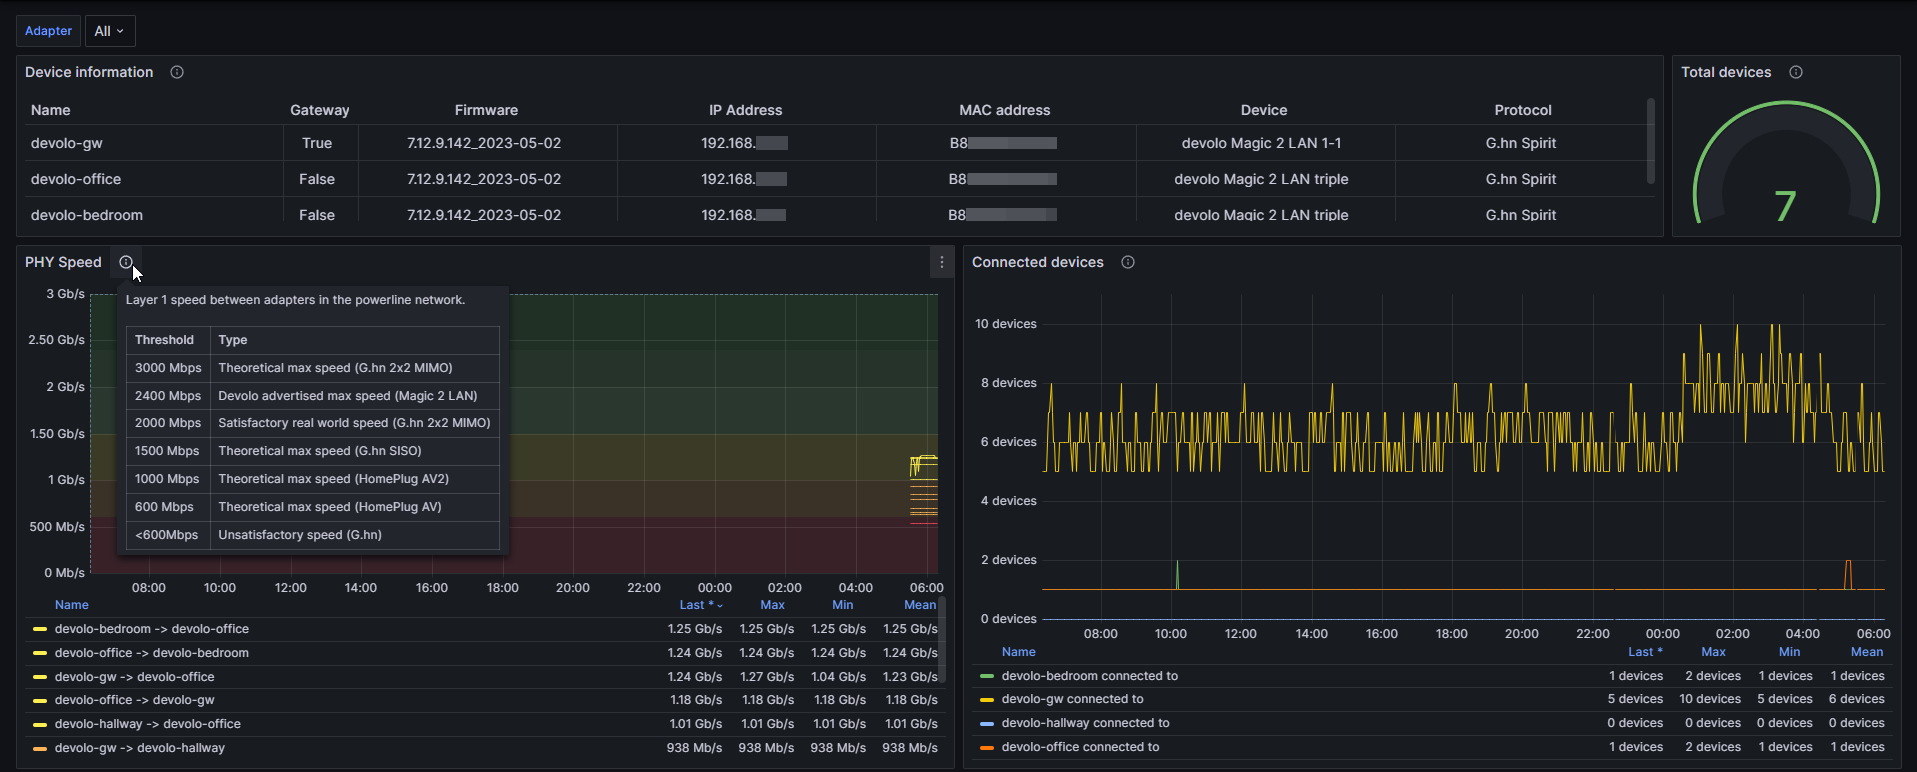 Adapter All
Device information
Total devices
Name Gateway Firmware IP Address MAC address Device Protocol
devolo-gw True 7.12.9.142_2023-05-02 192.168. B8 devolo Magic 2 LAN 1-1 G.hn Spirit
devolo-office False 7.12.9.142_2023-05-02 192.168. B8 devolo Magic 2 LAN triple G.hn Spirit
devolo-bedroom False 7.12.9.142_2023-05-02 192.168. B8 devolo Magic 2 LAN triple G.hn Spirit
7
PHY Speed
3 Gb/s
2.50 Gb/s
2 Gb/s
1.50 Gb/s
1 Gb/s
500 Mb/s
0 Mb/s
Layer 1 speed between adapters in the powerline network.
Threshold Type
3000 Mbps Theoretical max speed (G.hn 2x2 MIMO)
2400 Mbps Devolo advertised max speed (Magic 2 LAN)
2000 Mbps Satisfactory real world speed (G.hn 2x2 MIMO)
1500 Mbps Theoretical max speed (G.hn SISO)
1000 Mbps Theoretical max speed (HomePlug AV2)
600 Mbps Theoretical max speed (HomePlug AV)
<600Mbps Unsatisfactory speed (G.hn)
08:00 10:00 12:00 14:00 16:00 18:00 20:00 22:00 00:00 02:00 04:00 06:00
Name Last * Max Min Mean
devolo-bedroom -> devolo-office 1.25 Gb/s 1.25 Gb/s 1.25 Gb/s 1.25 Gb/s
devolo-office -> devolo-bedroom 1.24 Gb/s 1.24 Gb/s 1.24 Gb/s 1.24 Gb/s
devolo-gw -> devolo-office 1.24 Gb/s 1.27 Gb/s 1.04 Gb/s 1.23 Gb/s
devolo-office -> devolo-gw 1.18 Gb/s 1.18 Gb/s 1.18 Gb/s 1.18 Gb/s
devolo-hallway -> devolo-office 1.01 Gb/s 1.01 Gb/s 1.01 Gb/s 1.01 Gb/s
devolo-gw -> devolo-hallway 938 Mb/s 938 Mb/s 938 Mb/s 938 Mb/s
Connected devices
10 devices
8 devices
6 devices
4 devices
2 devices
0 devices
08:00 10:00 12:00 14:00 16:00 18:00 20:00 22:00 00:00 02:00 04:00 06:00
Name Last * Max Min Mean
devolo-bedroom connected to 1 devices 2 devices 1 devices 1 devices
devolo-gw connected to 5 devices 10 devices 5 devices 6 devices
devolo-hallway connected to 0 devices 0 devices 0 devices 0 devices
devolo-office connected to 1 devices 2 devices 1 devices 1 devices